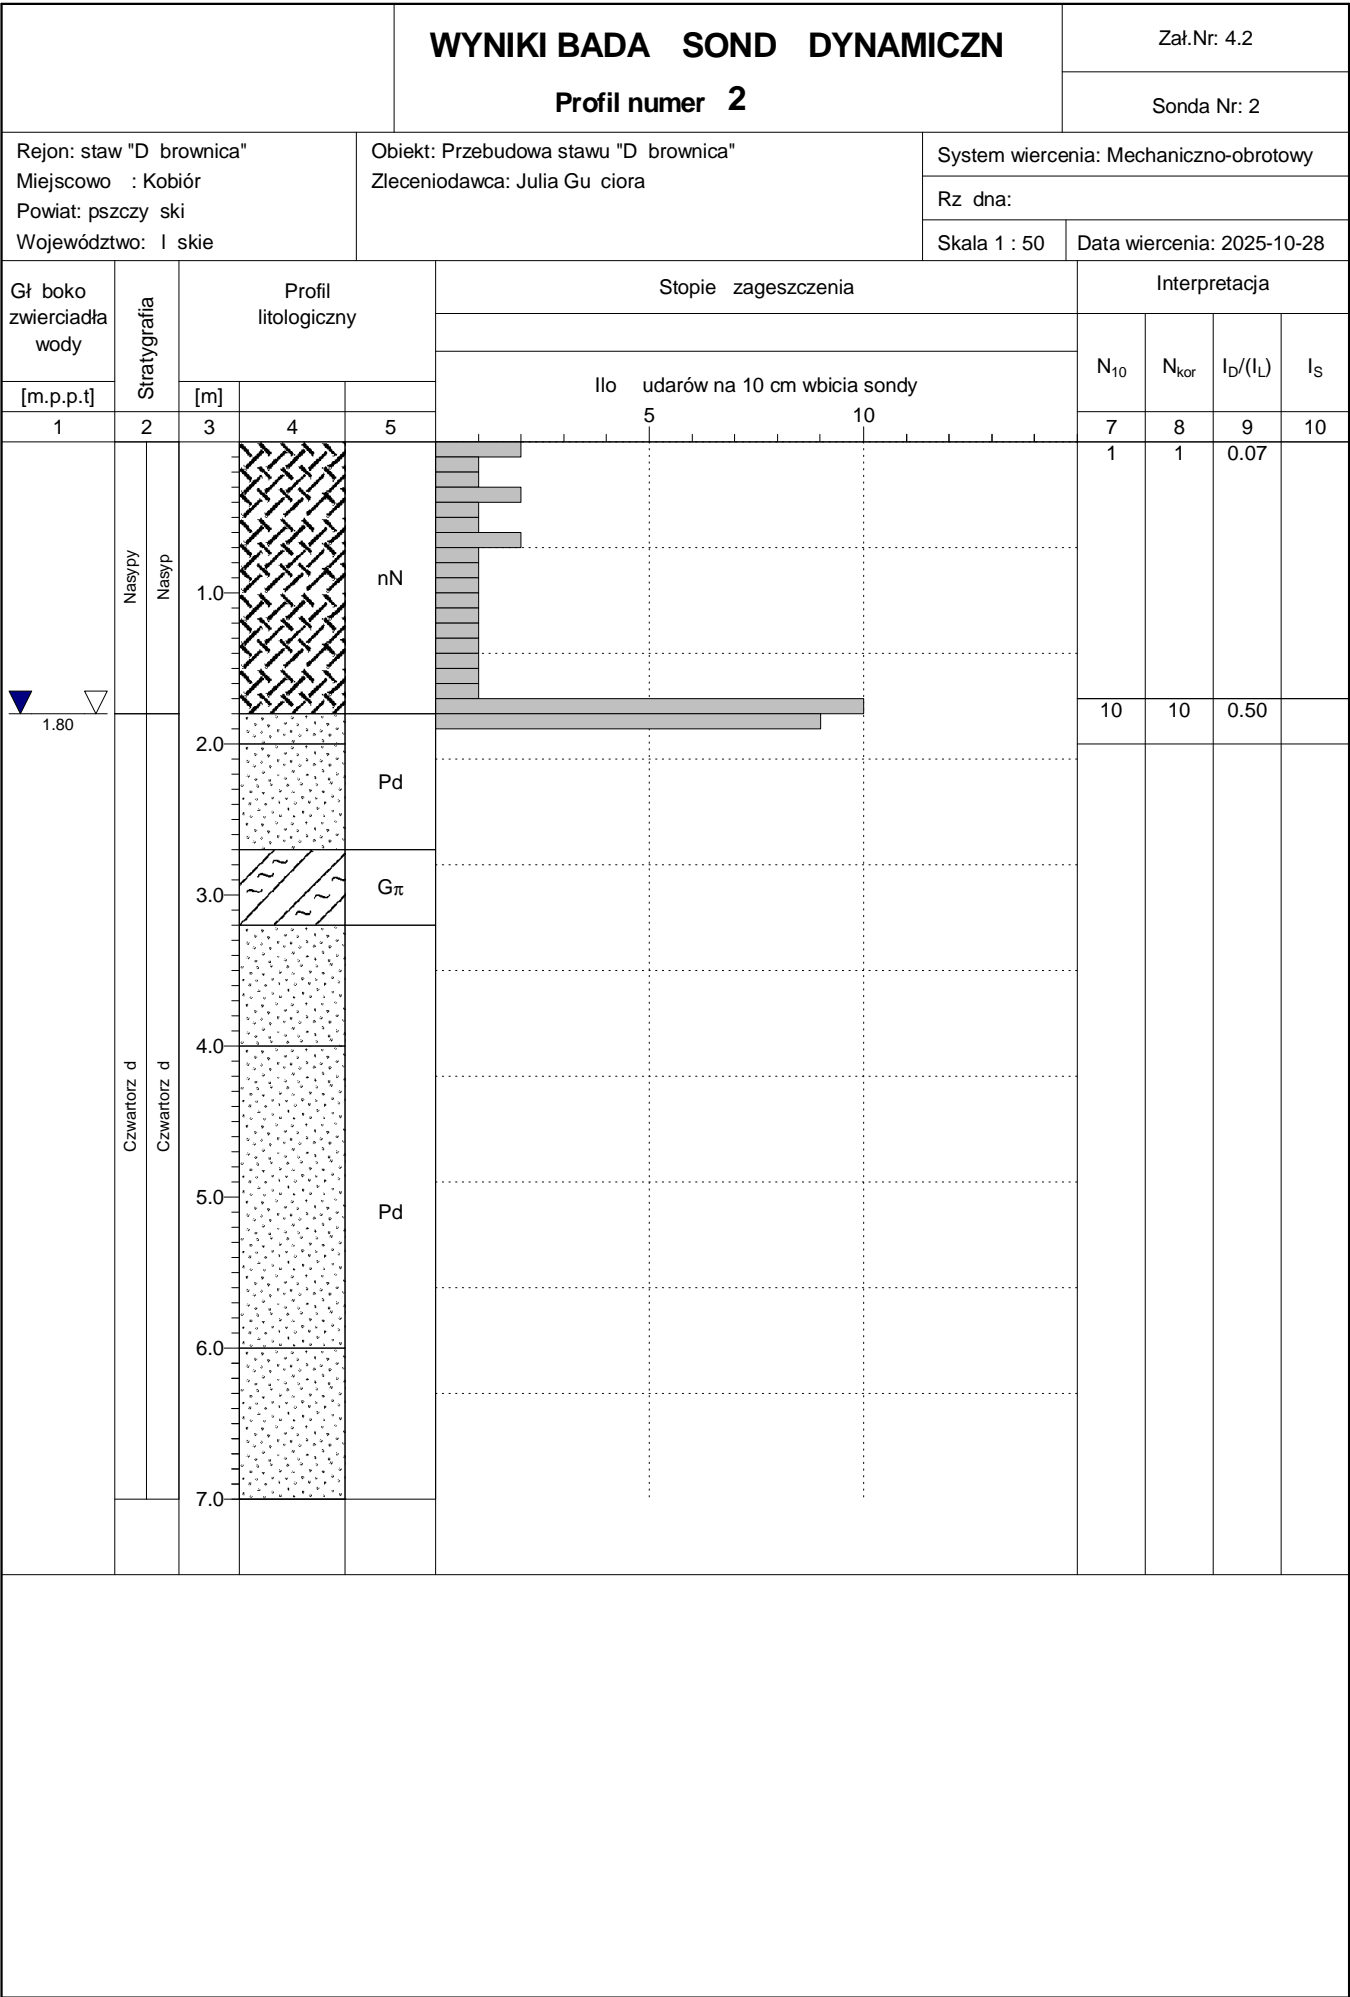 WYNIKI BADA SOND DYNAMICZN
Profil numer 2
Zał.Nr: 4.2
Sonda Nr: 2
Rejon: staw "D brownica"
Miejscowo : Kobiór
Powiat: pszczy ski
Województwo: l skie
Obiekt: Przebudowa stawu "D brownica"
Zleceniodawca: Julia Gu ciora
System wiercenia: Mechaniczno-obrotowy
Rz dna:
Skala 1 : 50
Data wiercenia: 2025-10-28
Gł boko
zwierciadła
wody
[m.p.p.t]
Stratygrafia
Profil
litologiczny
[m]
Stopie zageszczenia
Ilo udarów na 10 cm wbicia sondy
5 10
Interpretacja
N10 Nkor ID/(IL) IS
1 2 3 4 5 7 8 9 10
1 1 0.07
Nasypy
Nasyp
nN
1.0
1.80
10 10 0.50
2.0
Pd
3.0
Gπ
4.0
Czwartorz d
Czwartorz d
5.0
Pd
6.0
7.0